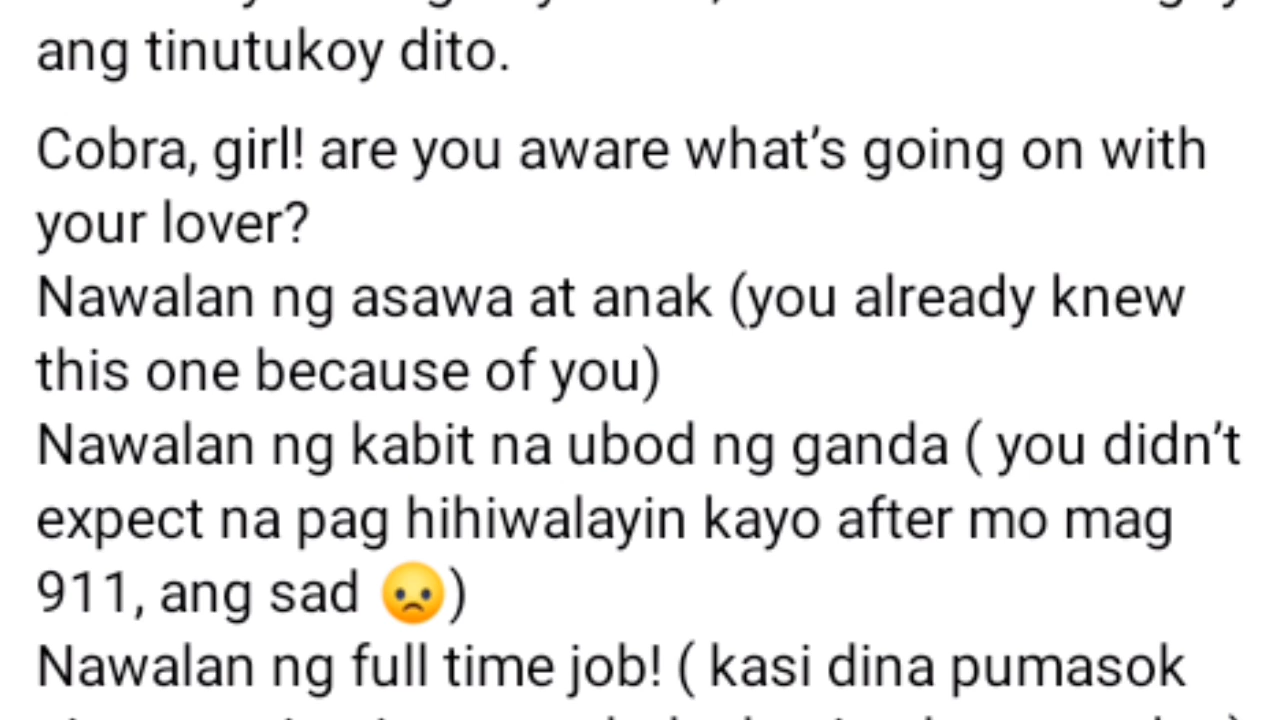 ang tinutukoy dito.
Cobra, girl! are you aware what’s going on with
your lover?
Nawalan ng asawa at anak (you already knew
this one because of you)
Nawalan ng kabit na ubod ng ganda ( you didn’t
expect na pag hihiwalayin kayo after mo mag
911, ang sad 😞)
Nawalan ng full time job! ( kasi dina pumasok